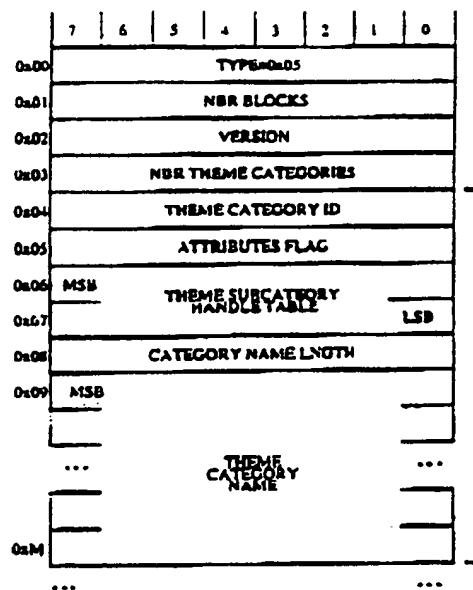 7 6 5 4 3 2 1 0
0x00 TYPE=0x05
0x01 NBR BLOCKS
0x02 VERSION
0x03 NBR THEME CATEGORIES
0x04 THEME CATEGORY ID
0x05 ATTRIBUTES FLAG
0x06 MSB
THEME SUBCATEGORY
HANDLE TABLE
0x07 LSB
0x08 CATEGORY NAME LNGTH
0x09 MSB
... ...
THEME
CATEGORY
NAME
0xM
... ...